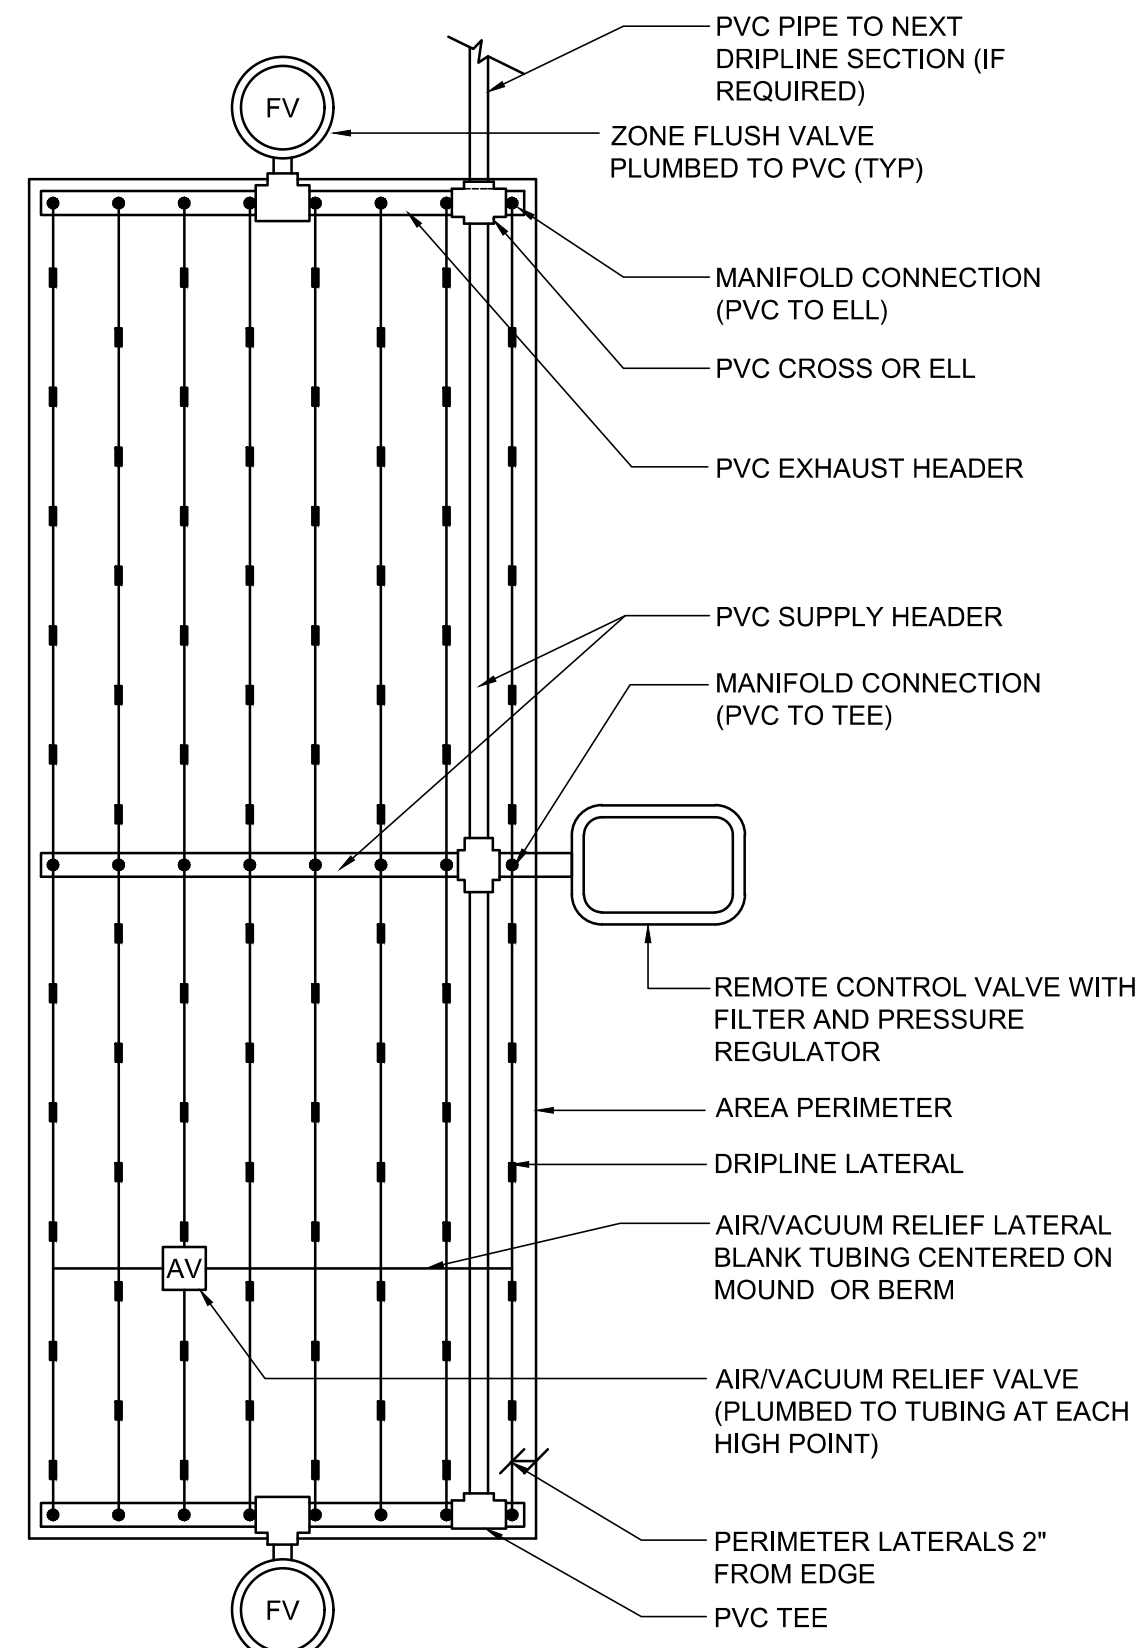 PVC PIPE TO NEXT
DRIPLINE SECTION (IF
REQUIRED)
FV
ZONE FLUSH VALVE
PLUMBED TO PVC (TYP)
MANIFOLD CONNECTION
(PVC TO ELL)
PVC CROSS OR ELL
PVC EXHAUST HEADER
PVC SUPPLY HEADER
MANIFOLD CONNECTION
(PVC TO TEE)
REMOTE CONTROL VALVE WITH
FILTER AND PRESSURE
REGULATOR
AREA PERIMETER
DRIPLINE LATERAL
AIR/VACUUM RELIEF LATERAL
BLANK TUBING CENTERED ON
MOUND OR BERM
AV
AIR/VACUUM RELIEF VALVE
(PLUMBED TO TUBING AT EACH
HIGH POINT)
PERIMETER LATERALS 2"
FROM EDGE
FV
PVC TEE